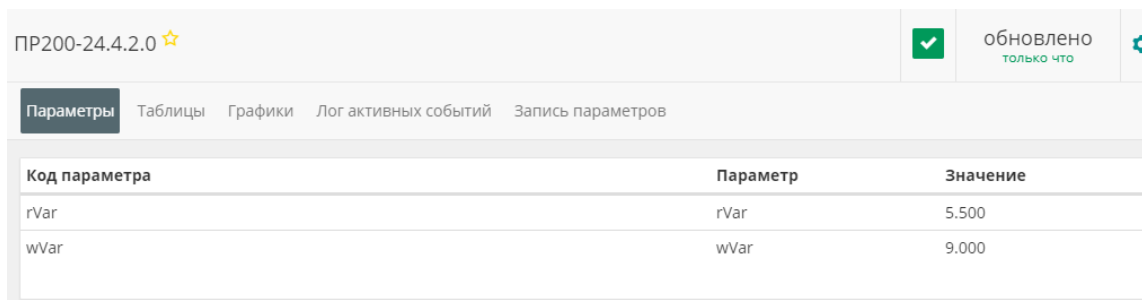 ПР200-24.4.2.0
обновлено
только что
Параметры Таблицы Графики Лог активных событий Запись параметров
Код параметра Параметр Значение
rVar rVar 5.500
wVar wVar 9.000